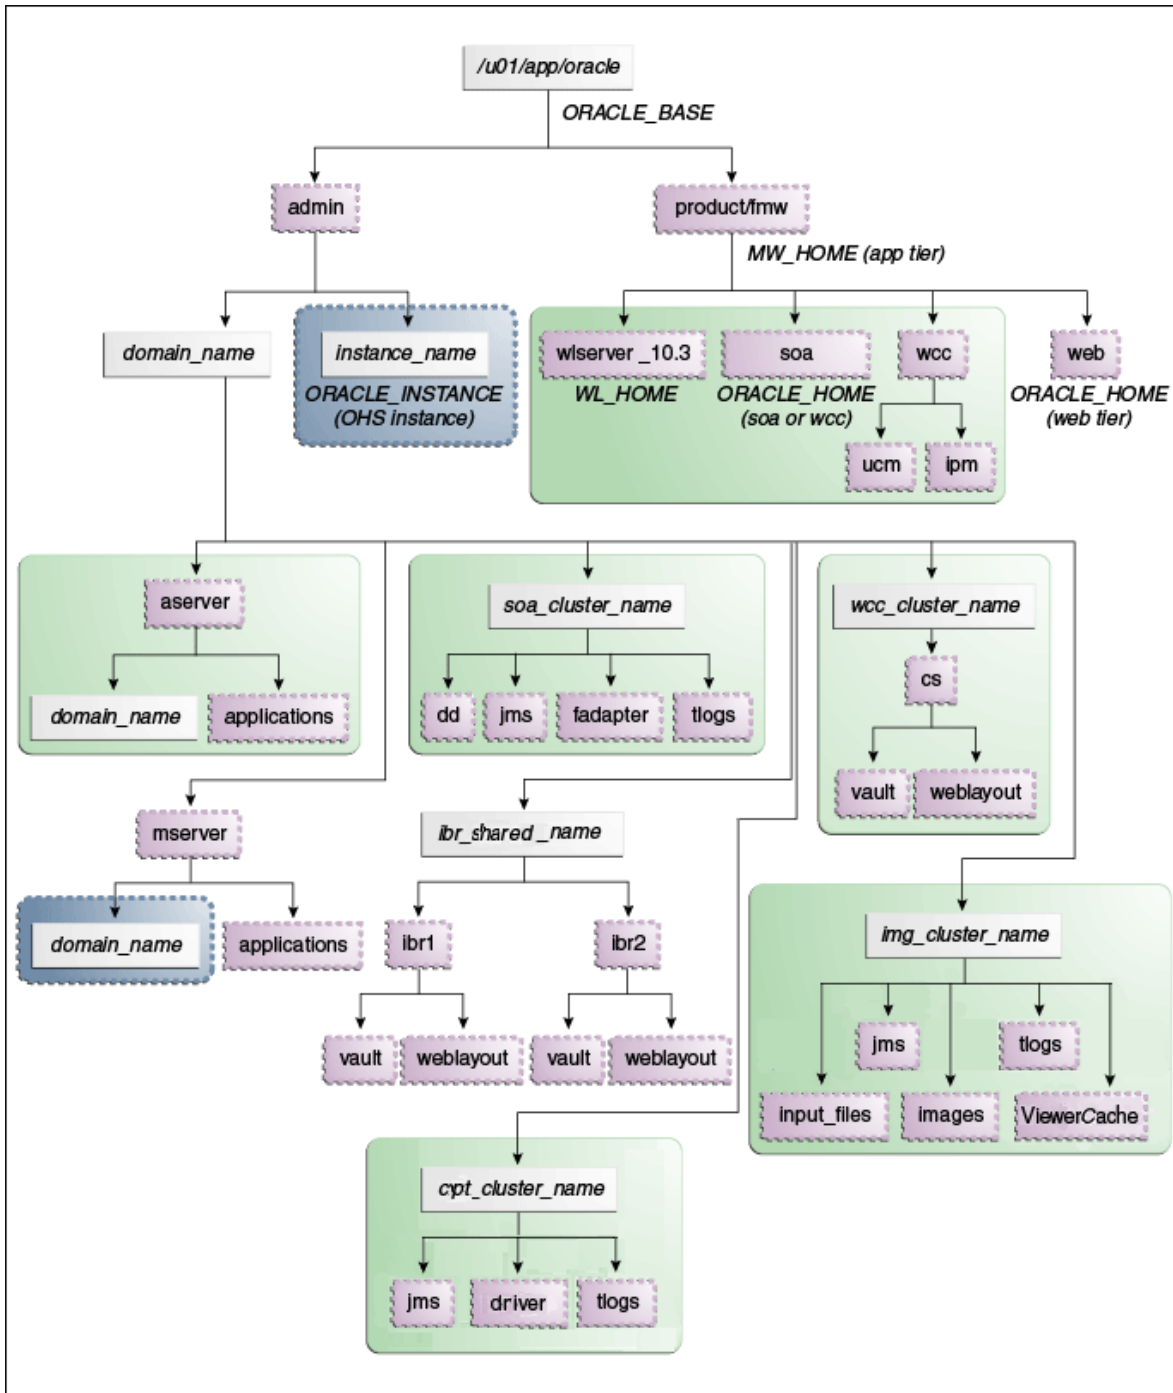 /u01/app/oracle
ORACLE_BASE
admin
product/fmw
MW_HOME (app tier)
domain_name
instance_name
ORACLE_INSTANCE
(OHS instance)
wlserver _10.3
WL_HOME
soa
ORACLE_HOME
(soa or wcc)
wcc
web
ORACLE_HOME
(web tier)
ucm
ipm
aserver
domain_name
applications
soa_cluster_name
dd
jms
fadapter
tlogs
wcc_cluster_name
cs
vault
weblayout
mserver
domain_name
applications
ibr_shared_name
ibr1
ibr2
vault
weblayout
vault
weblayout
img_cluster_name
jms
tlogs
input_files
images
ViewerCache
cvpt_cluster_name
jms
driver
tlogs